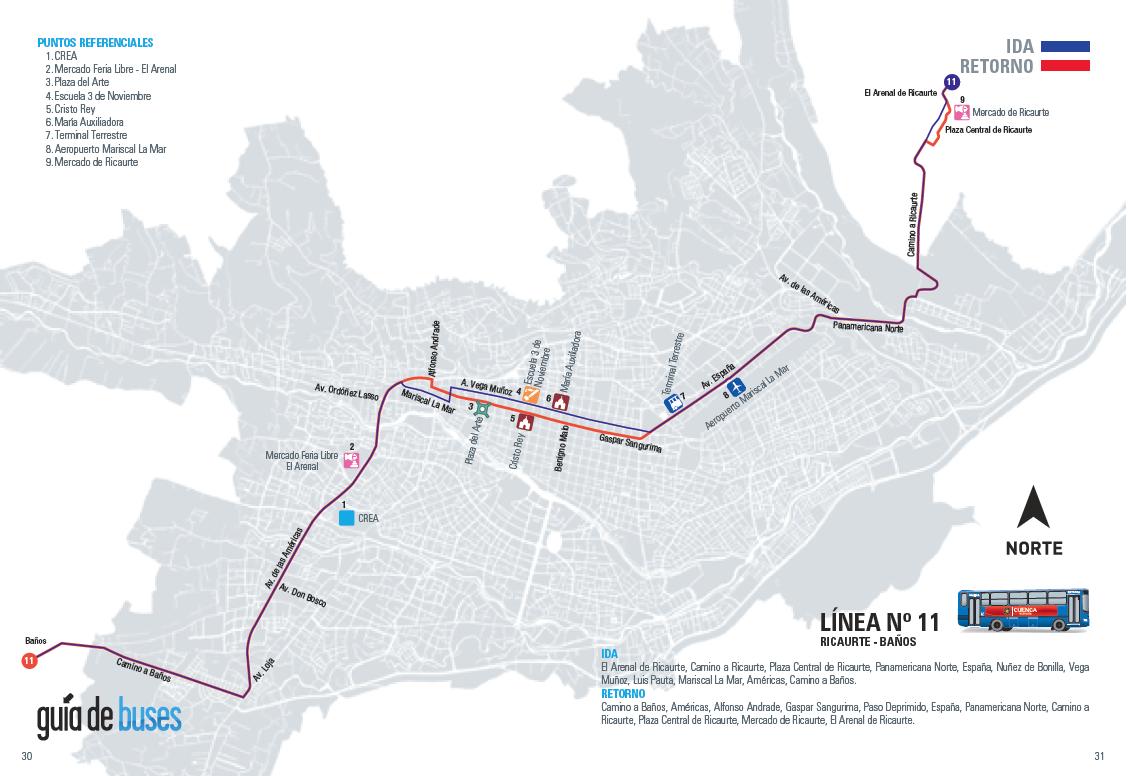 PUNTOS REFERENCIALES
1. CREA
2. Mercado Feria Libre - El Arenal
3. Plaza del Arte
4. Escuela 3 de Noviembre
5. Cristo Rey
6. María Auxiliadora
7. Terminal Terrestre
8. Aeropuerto Mariscal La Mar
9. Mercado de Ricaurte
IDA
RETORNO
11
El Arenal de Ricaurte
9
Mercado de Ricaurte
Plaza Central de Ricaurte
Camino a Ricaurte
Av. de las Américas
Panamericana Norte
Alfonso Andrade
Escuela 3 de
Noviembre
María Auxiliadora
Terminal Terrestre
7
Av. España
8
Aeropuerto Mariscal La Mar
Av. Ordóñez Lasso
A. Vega Muñoz
4
6
Mariscal La Mar
3
5
Plaza del Arte
Cristo Rey
Benigno Malo
Gaspar Sangurima
2
Mercado Feria Libre
El Arenal
1
CREA
Av. de las Américas
Av. Don Bosco
NORTE
Baños
11
Camino a Baños
Av. Loja
CUENCA
LÍNEA Nº 11
RICAURTE - BAÑOS
IDA
El Arenal de Ricaurte, Camino a Ricaurte, Plaza Central de Ricaurte, Panamericana Norte, España, Nuñez de Bonilla, Vega
Muñoz, Luis Pauta, Mariscal La Mar, Américas, Camino a Baños.
RETORNO
Camino a Baños, Américas, Alfonso Andrade, Gaspar Sangurima, Paso Deprimido, España, Panamericana Norte, Camino a
Ricaurte, Plaza Central de Ricaurte, Mercado de Ricaurte, El Arenal de Ricaurte.
guía de buses
30
31